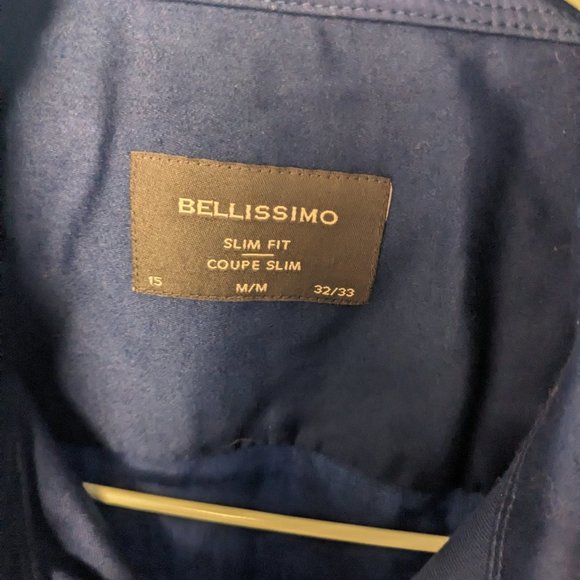 BELLISSIMO
SLIM FIT
COUPE SLIM
15 M/M 32/33